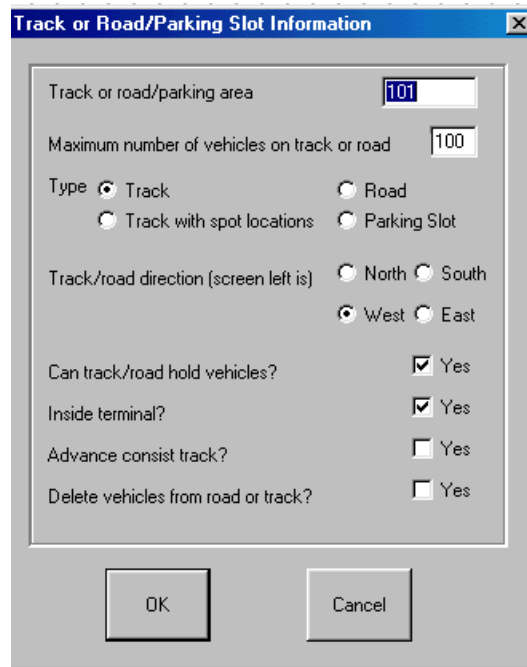 Track or Road/Parking Slot Information
Track or road/parking area 101
Maximum number of vehicles on track or road 100
Type Track Road
Track with spot locations Parking Slot
Track/road direction (screen left is) North South
West East
Can track/road hold vehicles? Yes
Inside terminal? Yes
Advance consist track? Yes
Delete vehicles from road or track? Yes
OK Cancel